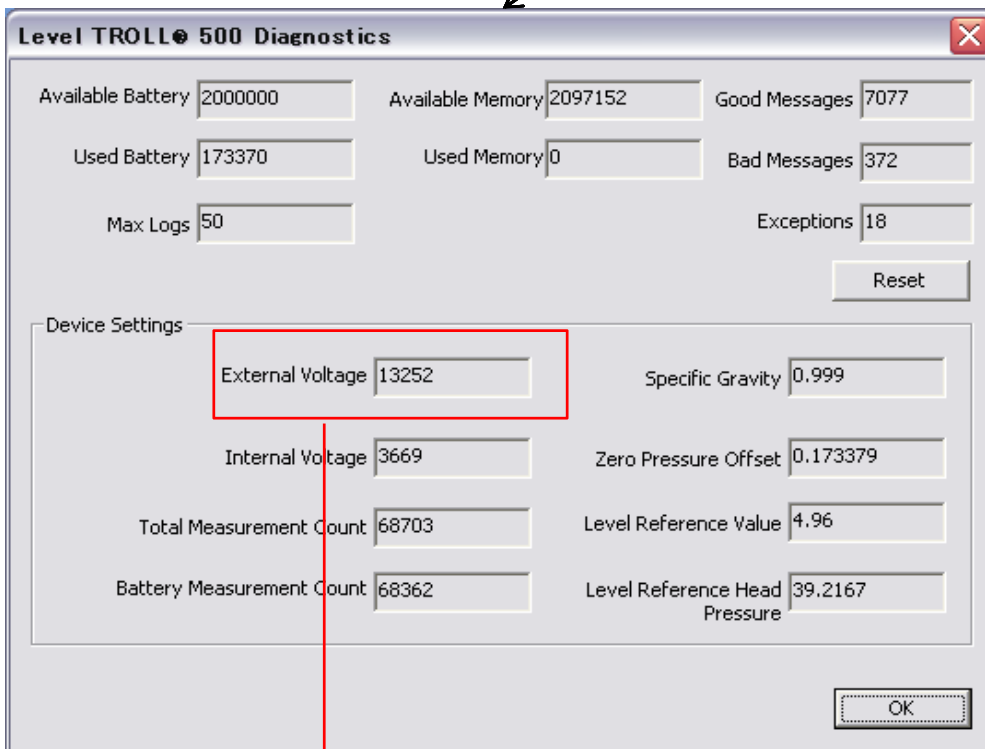 Level TROLL® 500 Diagnostics
Available Battery 2000000 Available Memory 2097152 Good Messages 7077
Used Battery 173370 Used Memory 0 Bad Messages 372
Max Logs 50 Exceptions 18
Reset
Device Settings
External Voltage 13252 Specific Gravity 0.999
Internal Voltage 3669 Zero Pressure Offset 0.173379
Total Measurement Count 68703 Level Reference Value 4.96
Battery Measurement Count 68362 Level Reference Head 39.2167
Pressure
OK